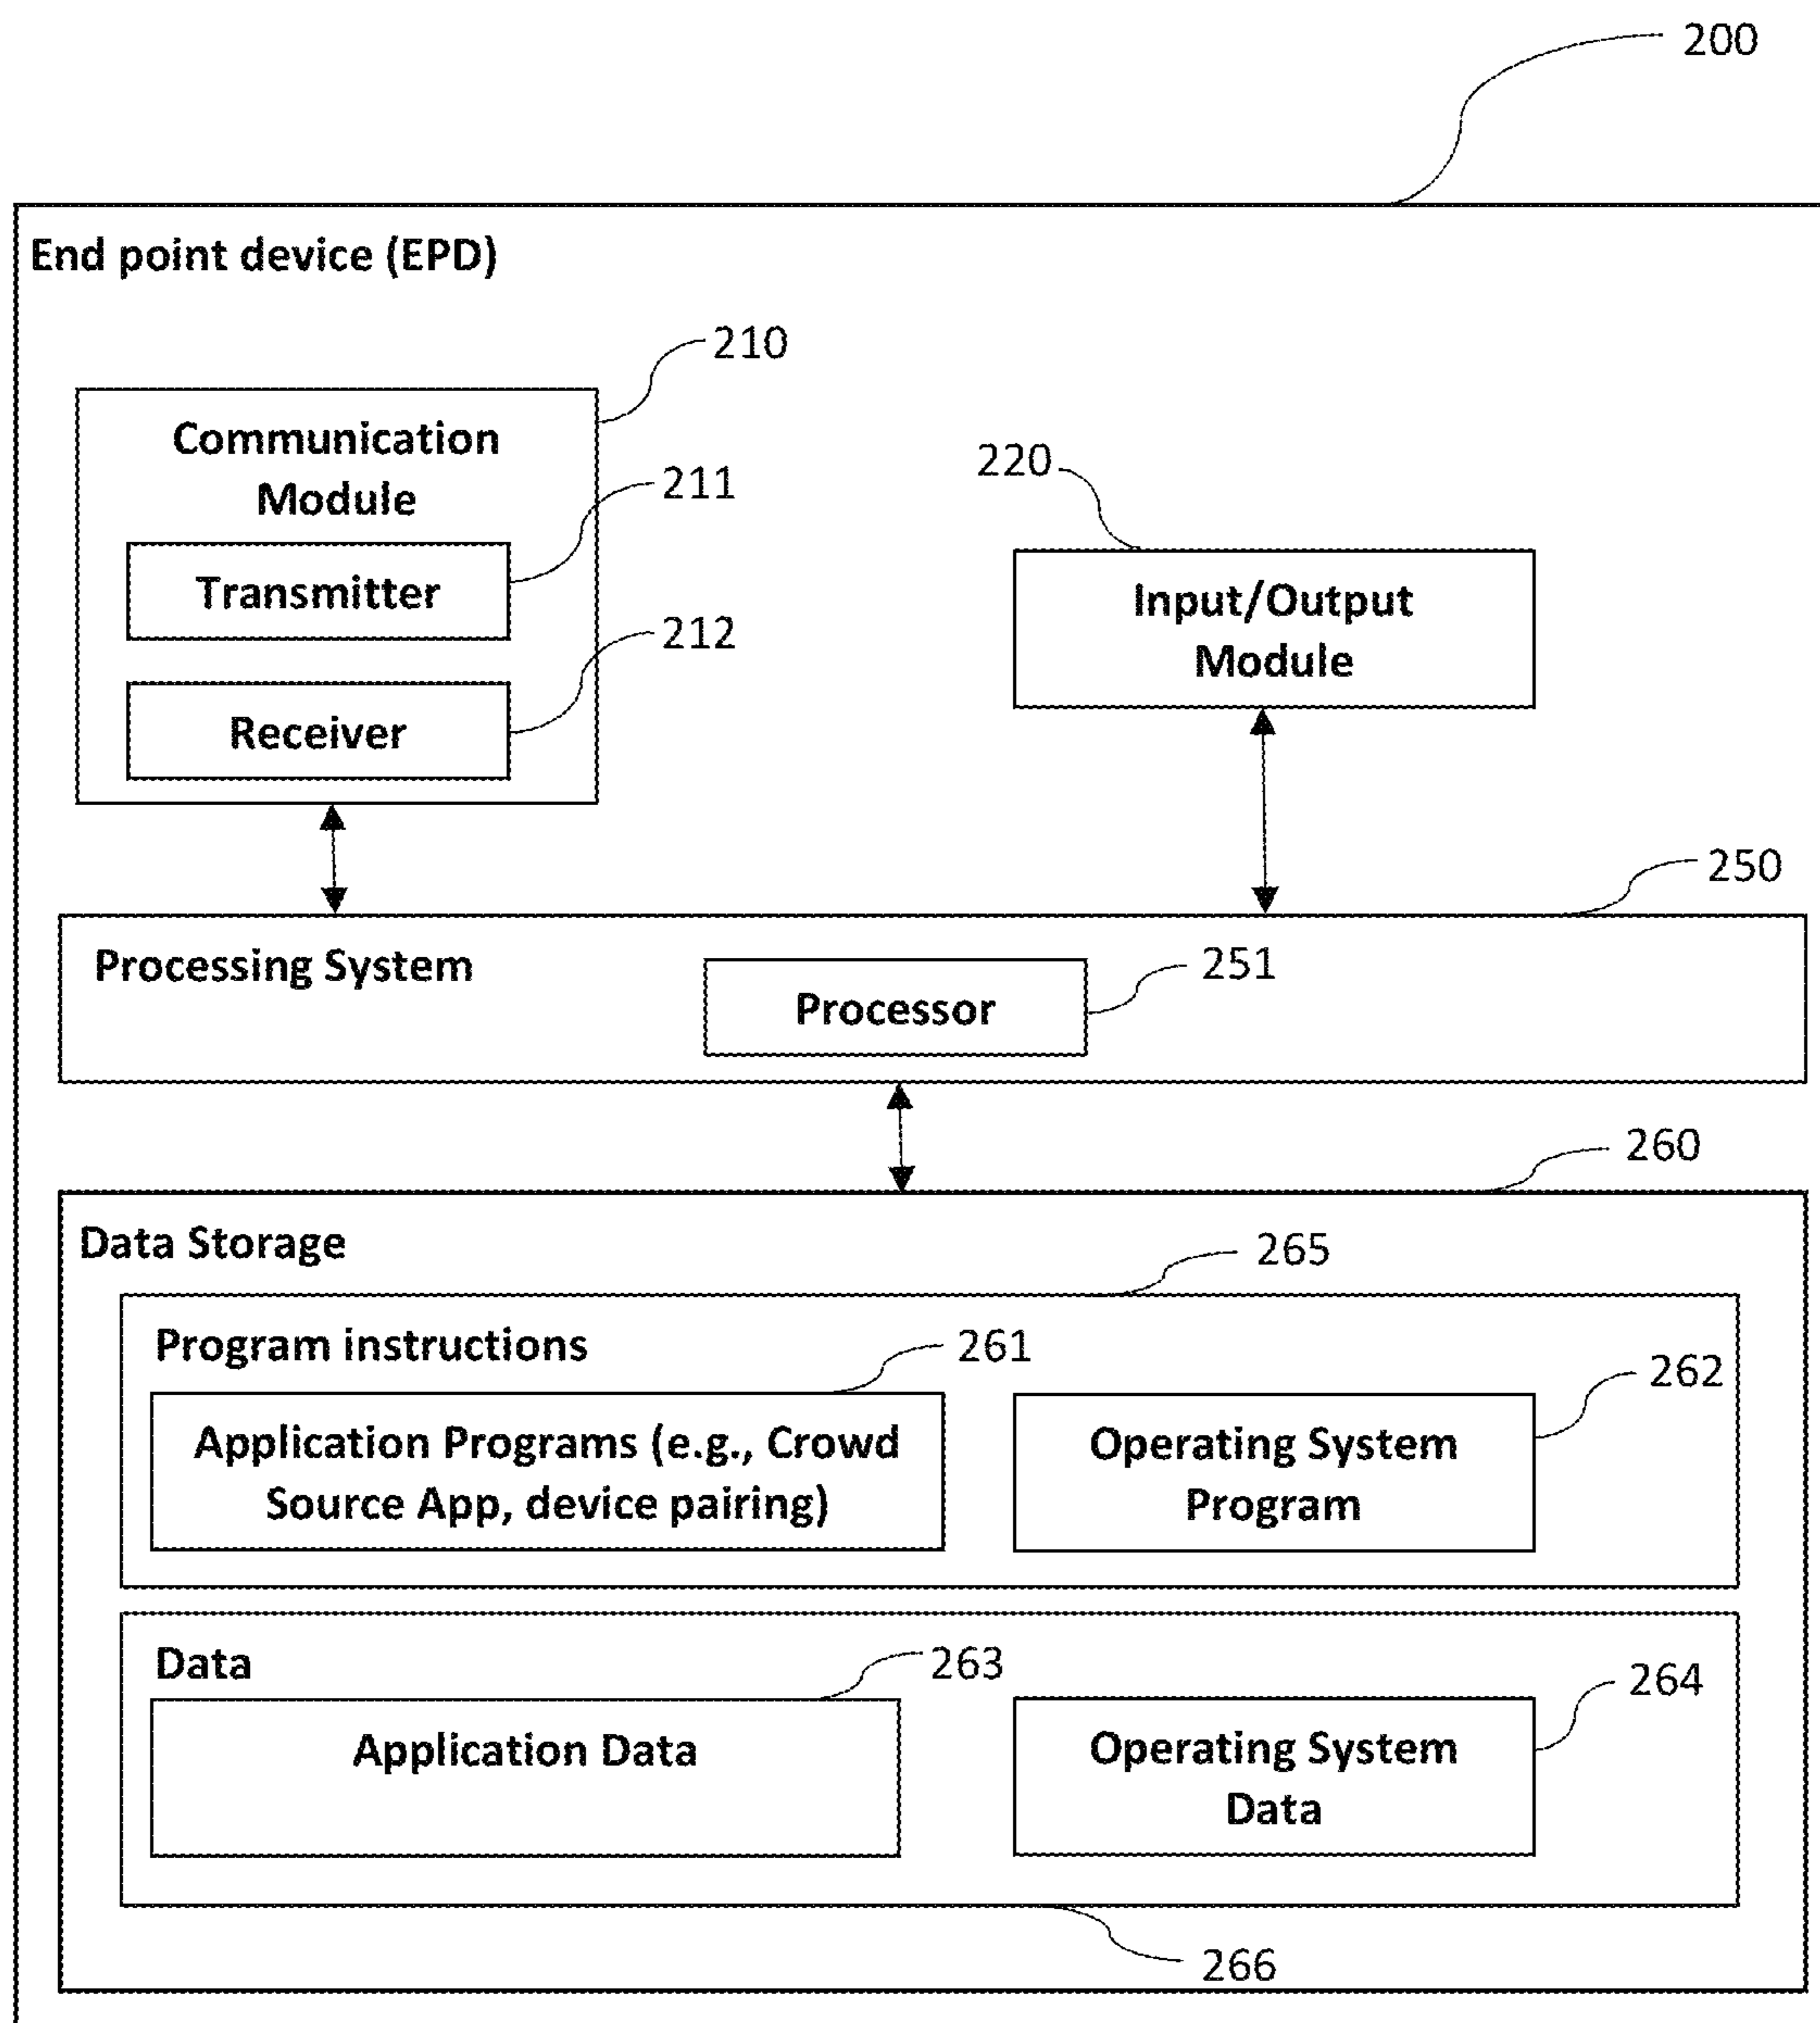 200
End point device (EPD)
210
Communication
Module
211
Transmitter
212
Receiver
220
Input/Output
Module
250
Processing System
251
Processor
260
Data Storage
265
Program instructions
261
Application Programs (e.g., Crowd
Source App, device pairing)
262
Operating System
Program
Data
263
Application Data
264
Operating System
Data
266